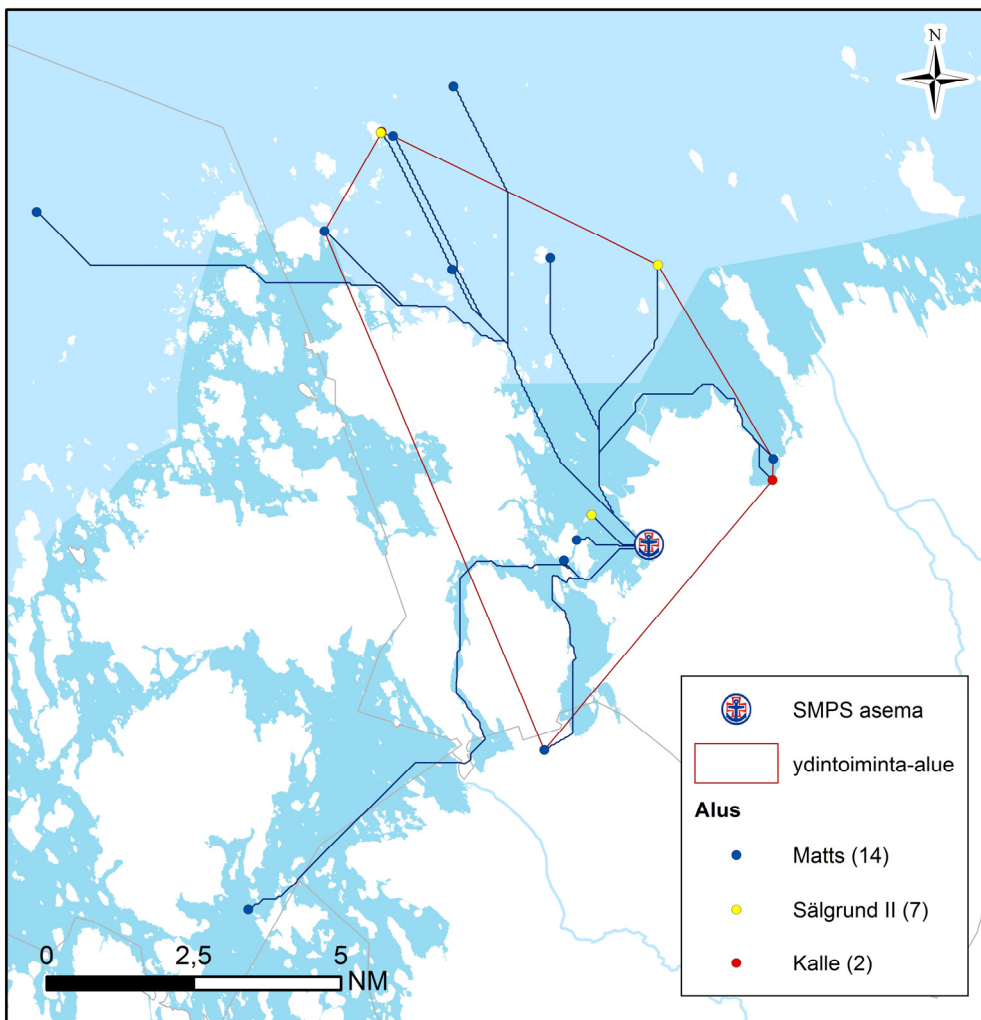 N
SMPS asema
ydintoiminta-alue
Alus
Matts (14)
Sälgrund II (7)
Kalle (2)
0 2,5 5
NM